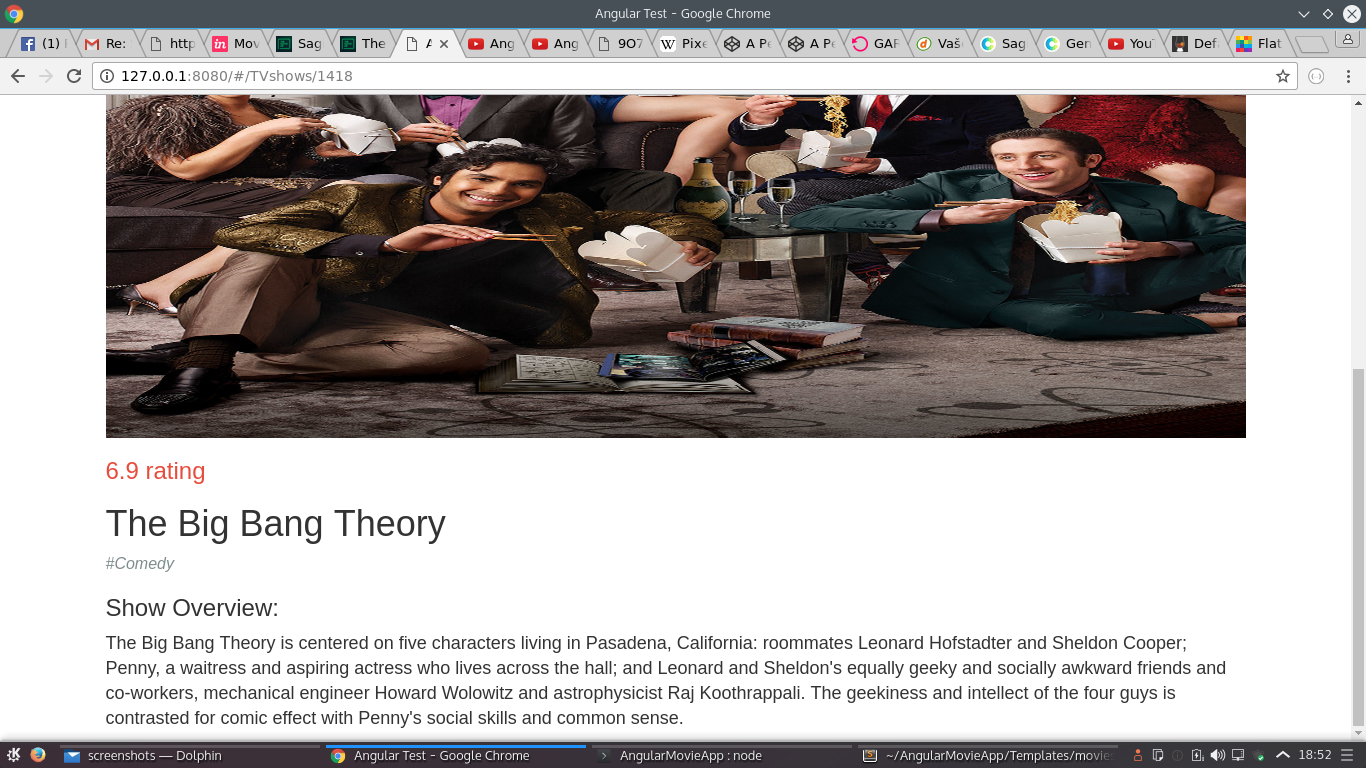 Angular Test - Google Chrome
(1)
Re:
http
Mov
Sag
The
Ang
Ang
9O7
Pixe
A Pe
A Pe
GAF
Vaš
Sag
Gen
YouT
Def
Flat
127.0.0.1:8080/#/TVshows/1418
6.9 rating
The Big Bang Theory
#Comedy
Show Overview:
The Big Bang Theory is centered on five characters living in Pasadena, California: roommates Leonard Hofstadter and Sheldon Cooper;
Penny, a waitress and aspiring actress who lives across the hall; and Leonard and Sheldon's equally geeky and socially awkward friends and
co-workers, mechanical engineer Howard Wolowitz and astrophysicist Raj Koothrappali. The geekiness and intellect of the four guys is
contrasted for comic effect with Penny's social skills and common sense.
screenshots — Dolphin
Angular Test - Google Chrome
AngularMovieApp : node
~/AngularMovieApp/Templates/movies
18:52